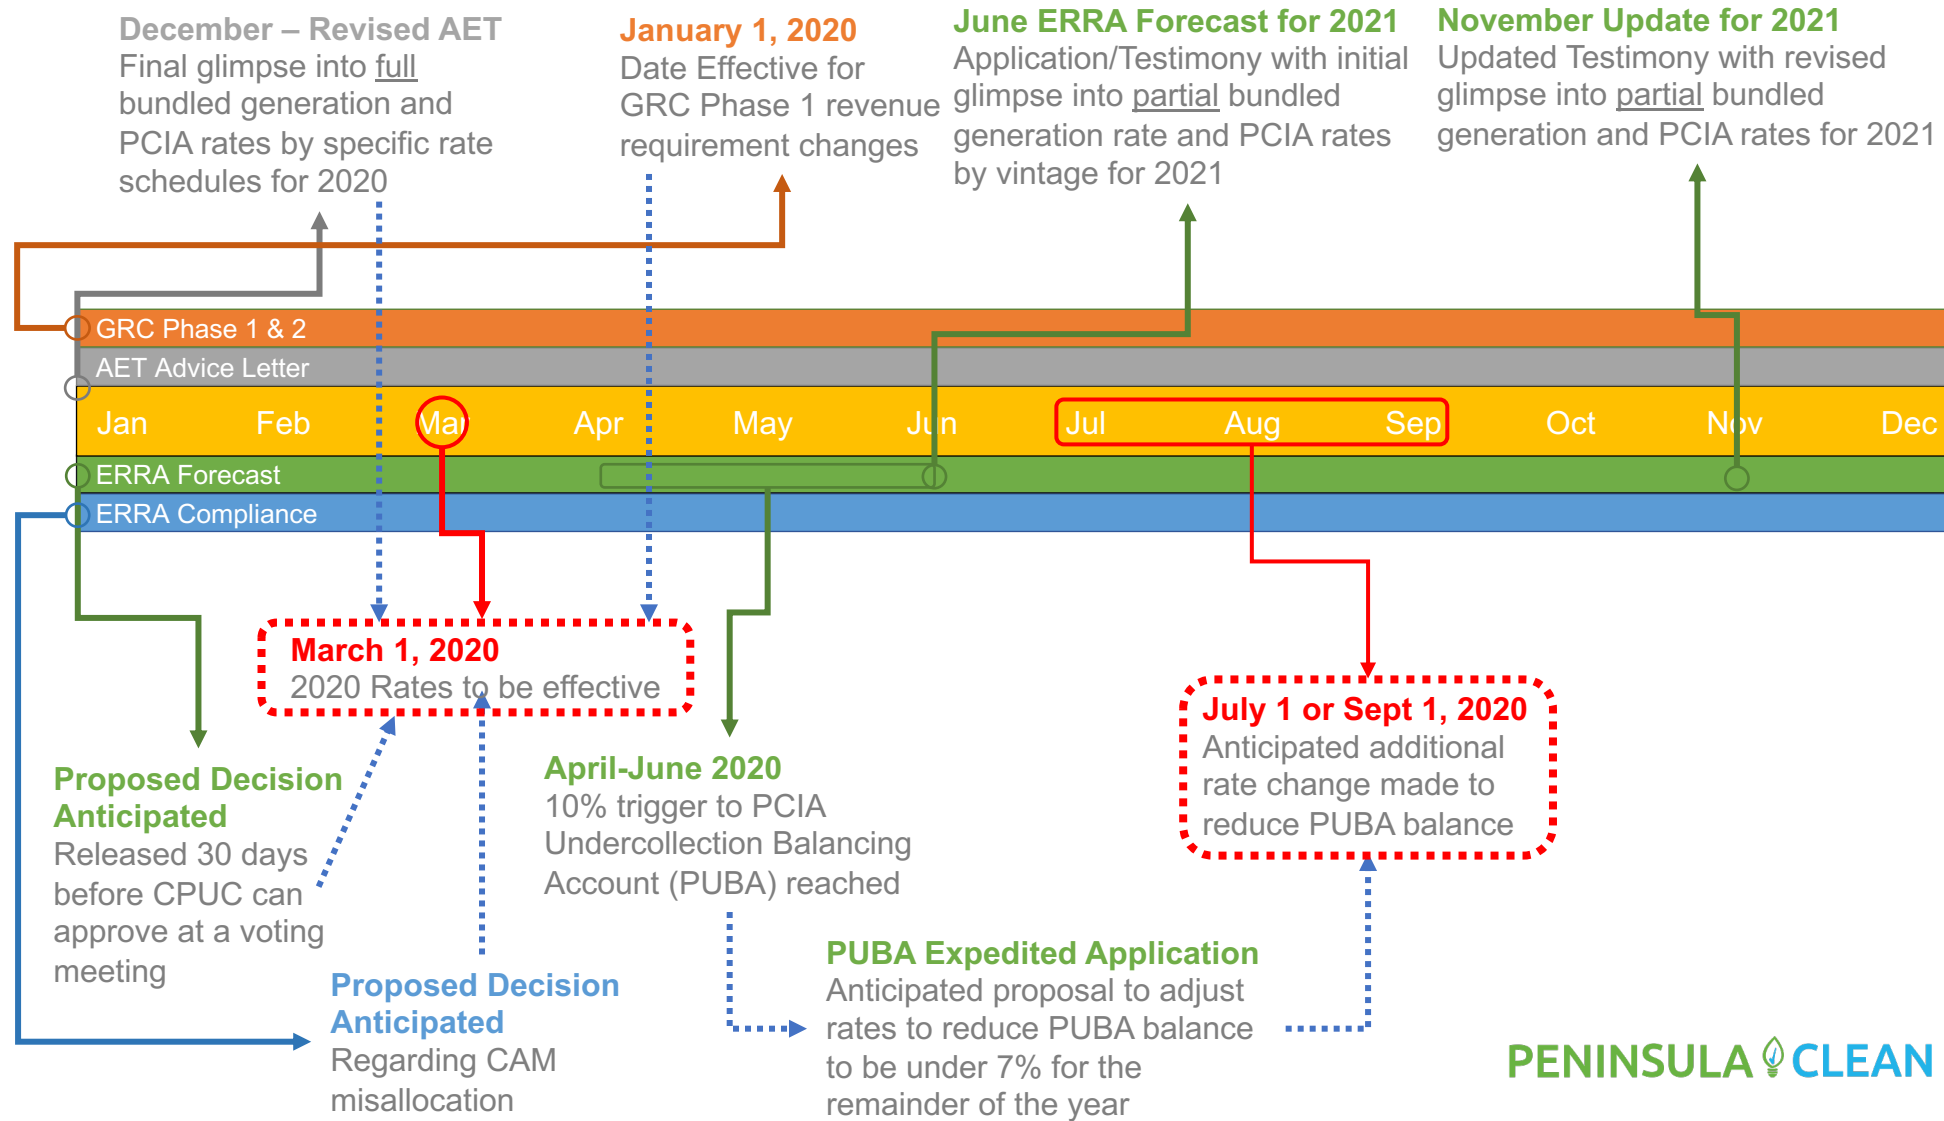 December – Revised AET
Final glimpse into full
bundled generation and
PCIA rates by specific rate
schedules for 2020
January 1, 2020
Date Effective for
GRC Phase 1 revenue
requirement changes
June ERRA Forecast for 2021
Application/Testimony with initial
glimpse into partial bundled
generation rate and PCIA rates
by vintage for 2021
November Update for 2021
Updated Testimony with revised
glimpse into partial bundled
generation and PCIA rates for 2021
GRC Phase 1 & 2
AET Advice Letter
Jan Feb Mar Apr May Jun Jul Aug Sep Oct Nov Dec
ERRA Forecast
ERRA Compliance
March 1, 2020
2020 Rates to be effective
July 1 or Sept 1, 2020
Anticipated additional
rate change made to
reduce PUBA balance
Proposed Decision
Anticipated
Released 30 days
before CPUC can
approve at a voting
meeting
April-June 2020
10% trigger to PCIA
Undercollection Balancing
Account (PUBA) reached
Proposed Decision
Anticipated
Regarding CAM
misallocation
PUBA Expedited Application
Anticipated proposal to adjust
rates to reduce PUBA balance
to be under 7% for the
remainder of the year
PENINSULA CLEAN